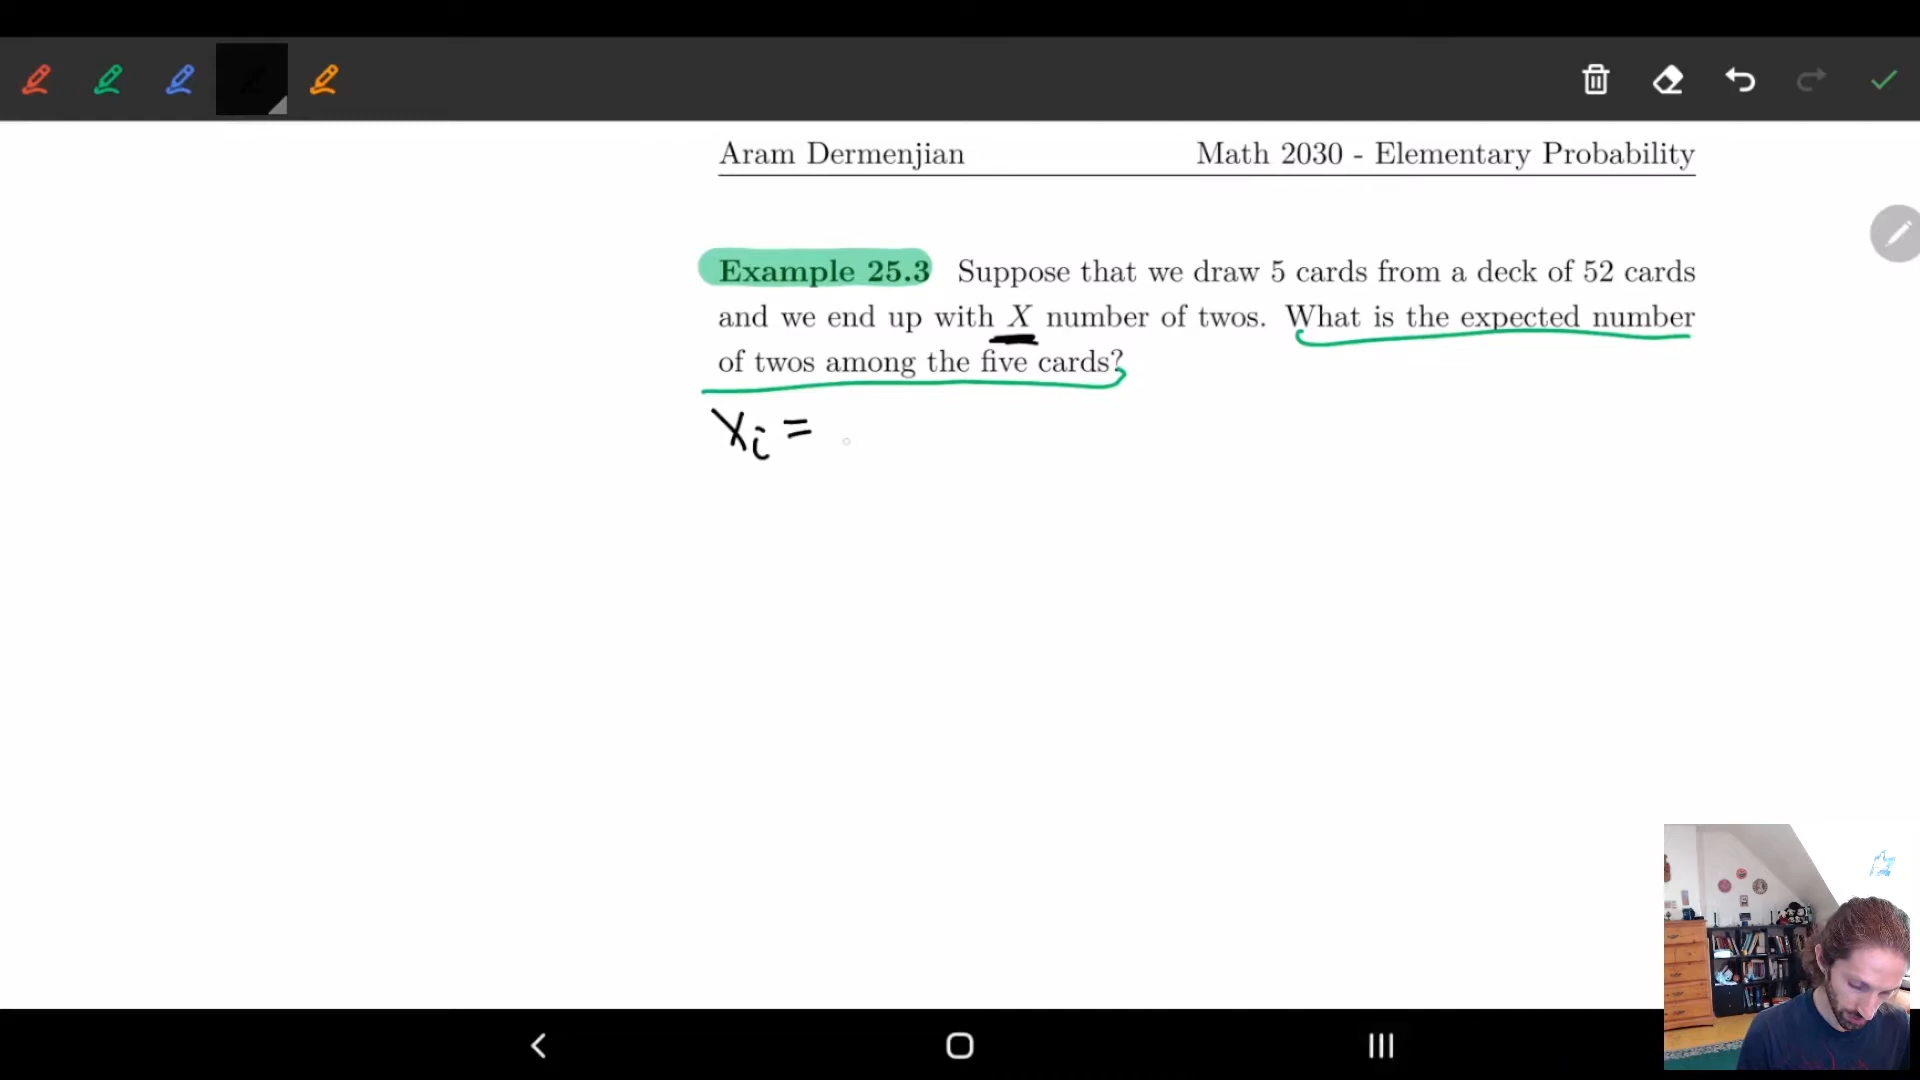 Aram Dermenjian Math 2030 - Elementary Probability
Example 25.3 Suppose that we draw 5 cards from a deck of 52 cards
and we end up with X number of twos. What is the expected number
of twos among the five cards?
Xi =